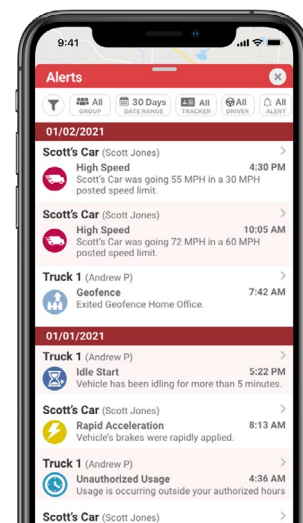 9:41
Alerts
All GROUP
30 Days DATE RANGE
All TRACKER
All DRIVER
All ALERT
01/02/2021
Scott's Car (Scott Jones)
High Speed 4:30 PM
Scott's Car was going 55 MPH in a 30 MPH
posted speed limit.
Scott's Car (Scott Jones)
High Speed 10:05 AM
Scott's Car was going 72 MPH in a 60 MPH
posted speed limit.
Truck 1 (Andrew P)
Geofence 7:42 AM
Exited Geofence Home Office.
01/01/2021
Truck 1 (Andrew P)
Idle Start 5:22 PM
Vehicle has been idling for more than 5 minutes.
Scott's Car (Scott Jones)
Rapid Acceleration 8:13 AM
Vehicle's brakes were rapidly applied.
Truck 1 (Andrew P)
Unauthorized Usage 4:36 AM
Usage is occurring outside your authorized hours
Scott's Car (Scott Jones)